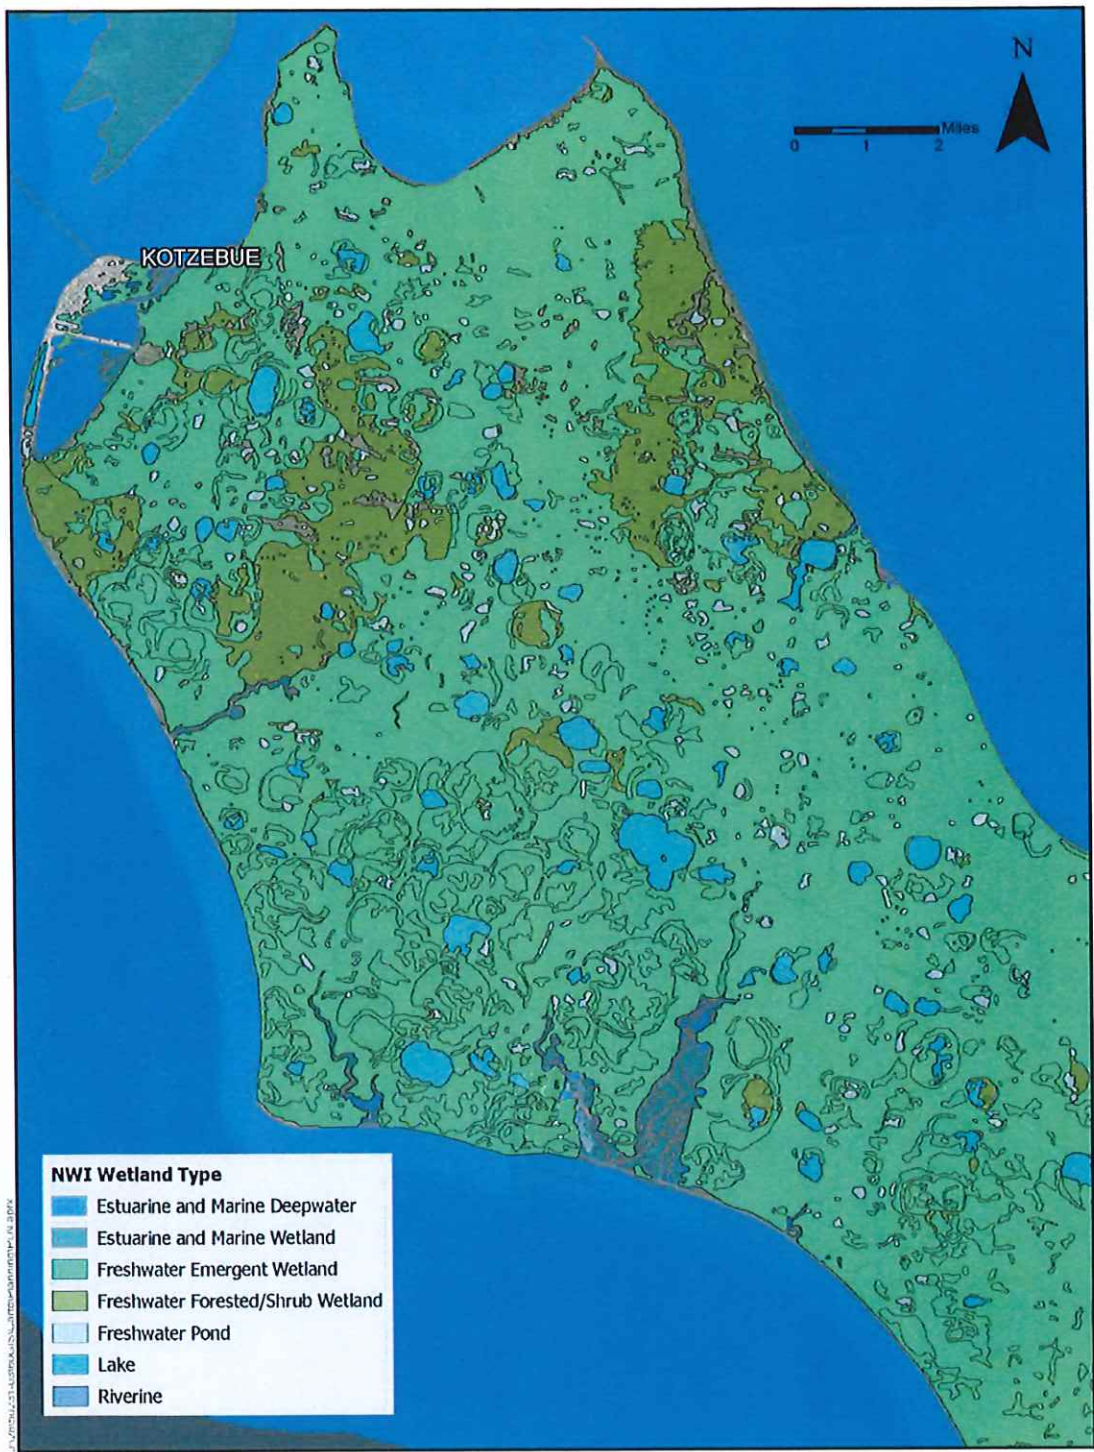 N
Miles
0 1 2
KOTZEBUE
NWI Wetland Type
Estuarine and Marine Deepwater
Estuarine and Marine Wetland
Freshwater Emergent Wetland
Freshwater Forested/Shrub Wetland
Freshwater Pond
Lake
Riverine